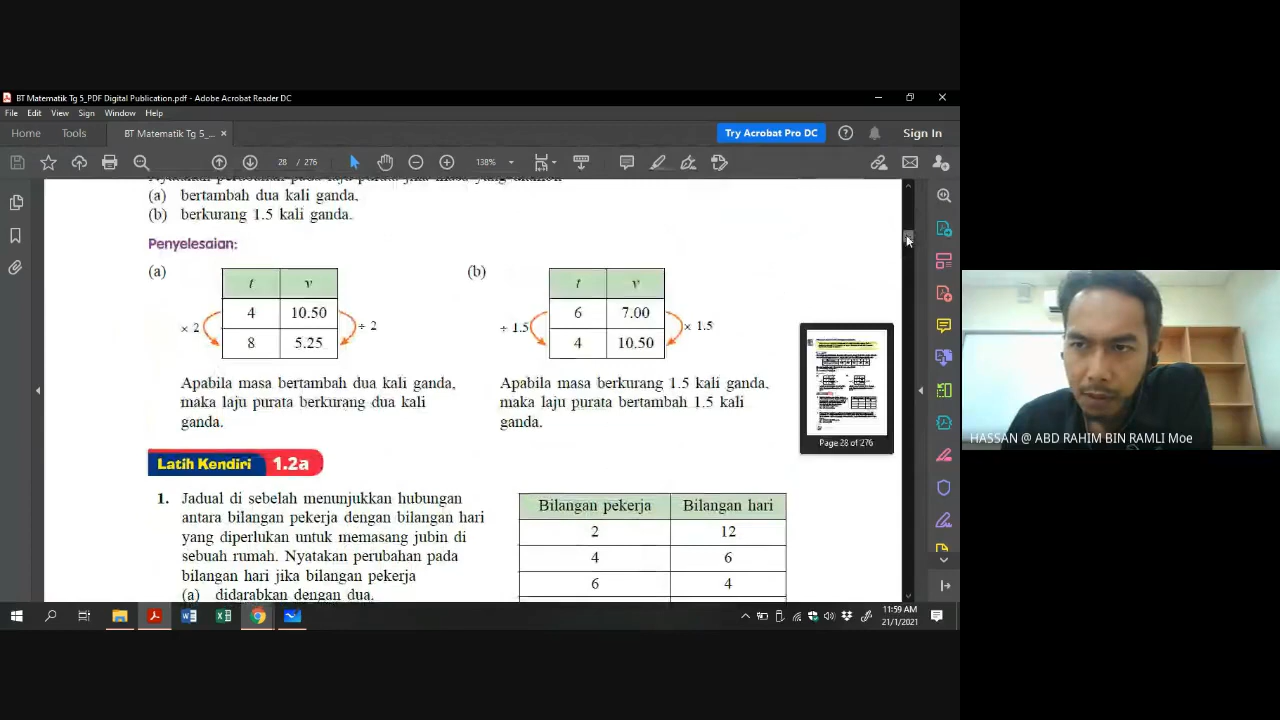 BT Matematik Tg 5_PDF Digital Publication.pdf - Adobe Acrobat Reader DC
File Edit View Sign Window Help
Home Tools BT Matematik Tg 5_... × Try Acrobat Pro DC Sign In
28 / 276 138%
(a) bertambah dua kali ganda,
(b) berkurang 1.5 kali ganda.
Penyelesaian:
(a)
t v
4 10.50
8 5.25
× 2
÷ 2
Apabila masa bertambah dua kali ganda,
maka laju purata berkurang dua kali
ganda.
(b)
t v
6 7.00
4 10.50
÷ 1.5
× 1.5
Apabila masa berkurang 1.5 kali ganda,
maka laju purata bertambah 1.5 kali
ganda.
Page 28 of 276
Latih Kendiri 1.2a
1. Jadual di sebelah menunjukkan hubungan
antara bilangan pekerja dengan bilangan hari
yang diperlukan untuk memasang jubin di
sebuah rumah. Nyatakan perubahan pada
bilangan hari jika bilangan pekerja
(a) didarabkan dengan dua.
Bilangan pekerja Bilangan hari
2 12
4 6
6 4
HASSAN @ ABD RAHIM BIN RAMLI Moe
11:59 AM
21/1/2021